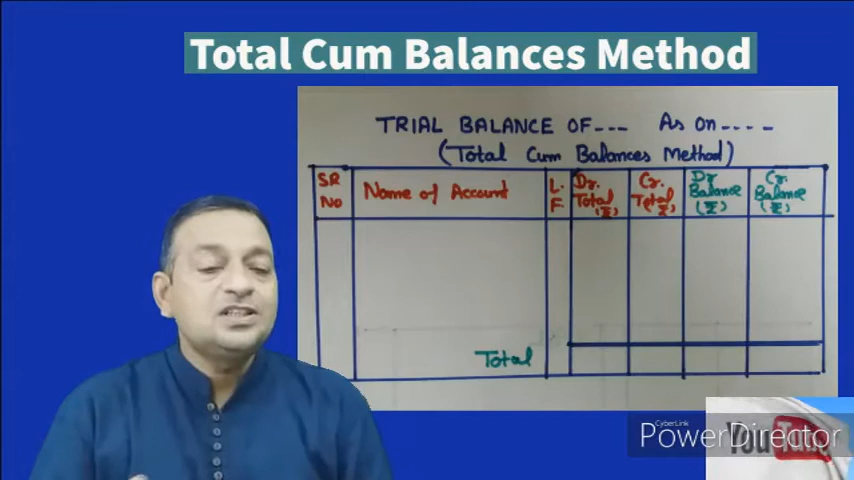 Total Cum Balances Method
TRIAL BALANCE OF--- As On----
(Total Cum Balances Method)
SR No Name of Account L.F. Dr. Total (₹) Cr. Total (₹) Dr Balance (₹) Cr. Balance (₹)
Total
CyberLink
PowerDirector
YouTube